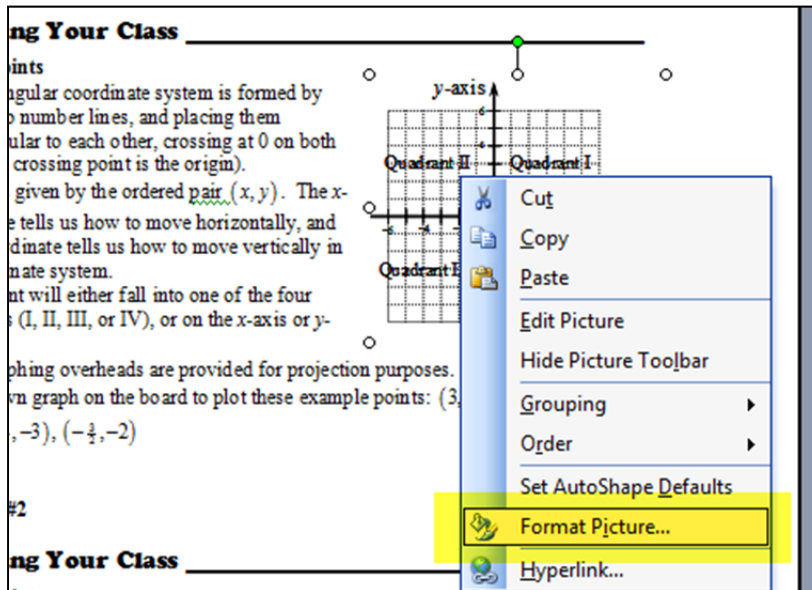 ng Your Class
ints
ngular coordinate system is formed by
number lines, and placing them
ular to each other, crossing at 0 on both
crossing point is the origin).
given by the ordered pair (x, y). The x-
e tells us how to move horizontally, and
dinate tells us how to move vertically in
nate system.
nt will either fall into one of the four
s (I, II, III, or IV), or on the x-axis or y-
phing overheads are provided for projection purposes.
wn graph on the board to plot these example points: (3,
, −3), (−3/2, −2)
#2
ng Your Class
y-axis
6
4
Quadrant II
Quadrant I
-6 -4
Quadrant I
Cut
Copy
Paste
Edit Picture
Hide Picture Toolbar
Grouping
Order
Set AutoShape Defaults
Format Picture...
Hyperlink...